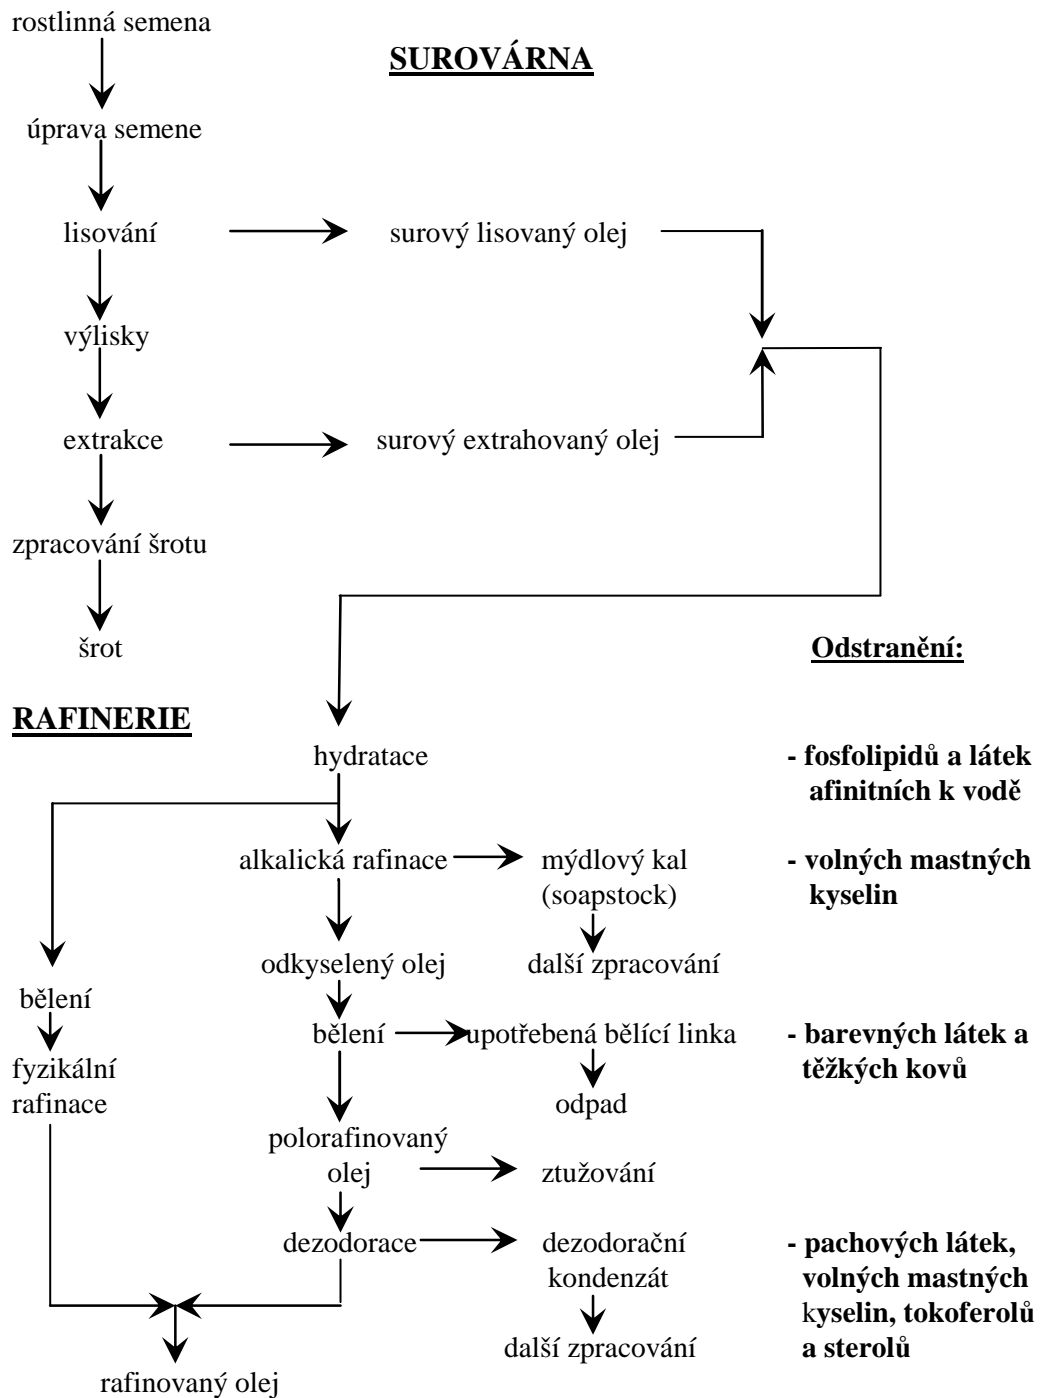 rostlinná semena
SUROVÁRNA
úprava semene
lisování
surový lisovaný olej
výlisky
extrakce
surový extrahovaný olej
zpracování šrotu
šrot
Odstranění:
RAFINERIE
hydratace
- fosfolipidů a látek
afinitních k vodě
alkalická rafinace
mýdlový kal
(soapstock)
- volných mastných
kyselin
odkyselený olej
další zpracování
bělení
bělení
upotřebená bělící linka
- barevných látek a
těžkých kovů
fyzikální
rafinace
odpad
polorafinovaný
olej
ztužování
dezodorace
dezodorační
kondenzát
- pachových látek,
volných mastných
kyselin, tokoferolů
a sterolů
další zpracování
rafinovaný olej